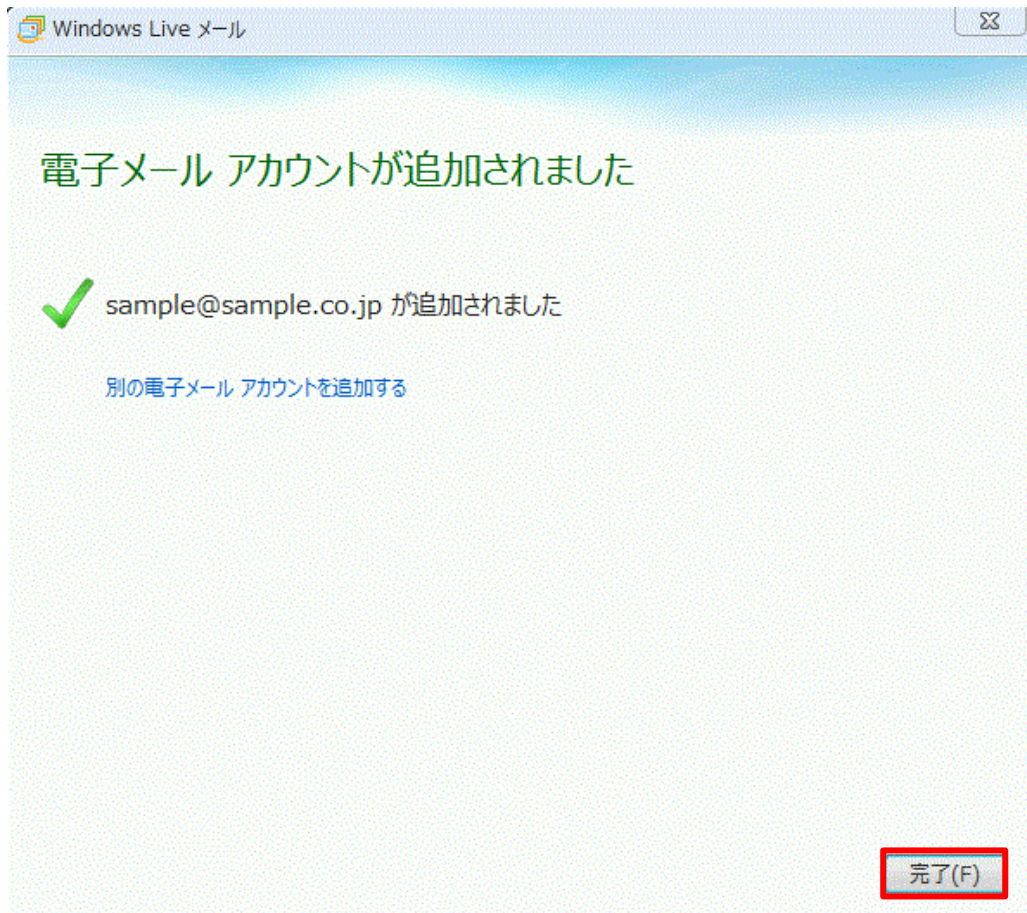 Windows Live メール
電子メール アカウントが追加されました
sample@sample.co.jp が追加されました
別の電子メール アカウントを追加する
完了(F)